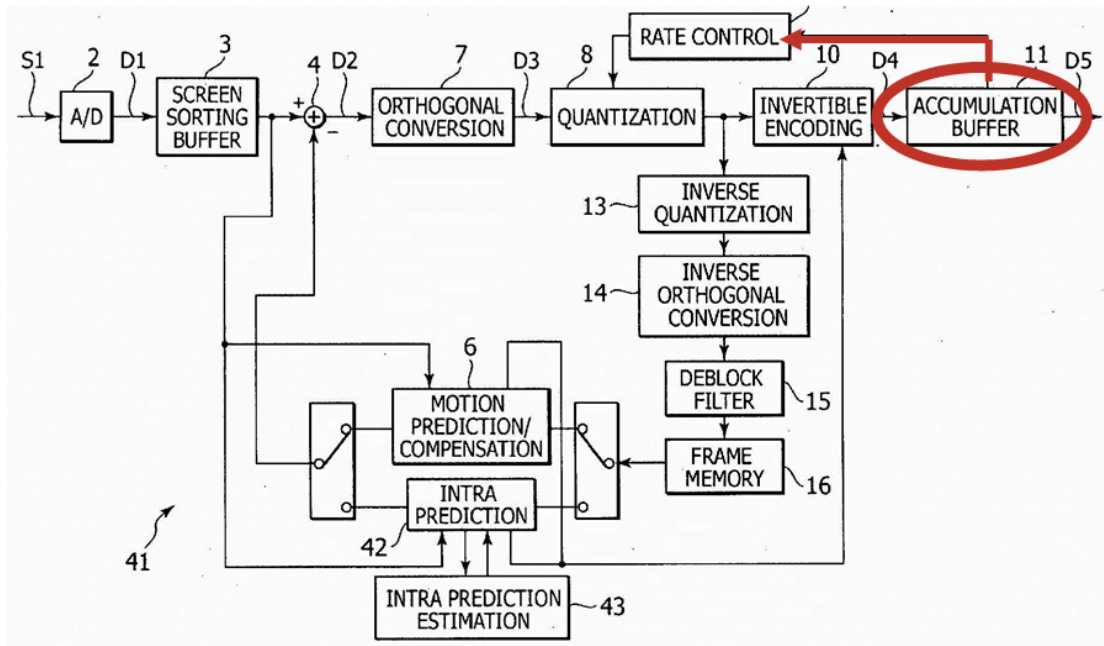 RATE CONTROL
S1
2
D1
3
4
D2
7
D3
8
10
D4
11
D5
A/D
SCREEN
SORTING
BUFFER
+
−
ORTHOGONAL
CONVERSION
QUANTIZATION
INVERTIBLE
ENCODING
ACCUMULATION
BUFFER
13
INVERSE
QUANTIZATION
14
INVERSE
ORTHOGONAL
CONVERSION
6
MOTION
PREDICTION/
COMPENSATION
DEBLOCK
FILTER
15
FRAME
MEMORY
16
INTRA
PREDICTION
42
41
INTRA PREDICTION
ESTIMATION
43